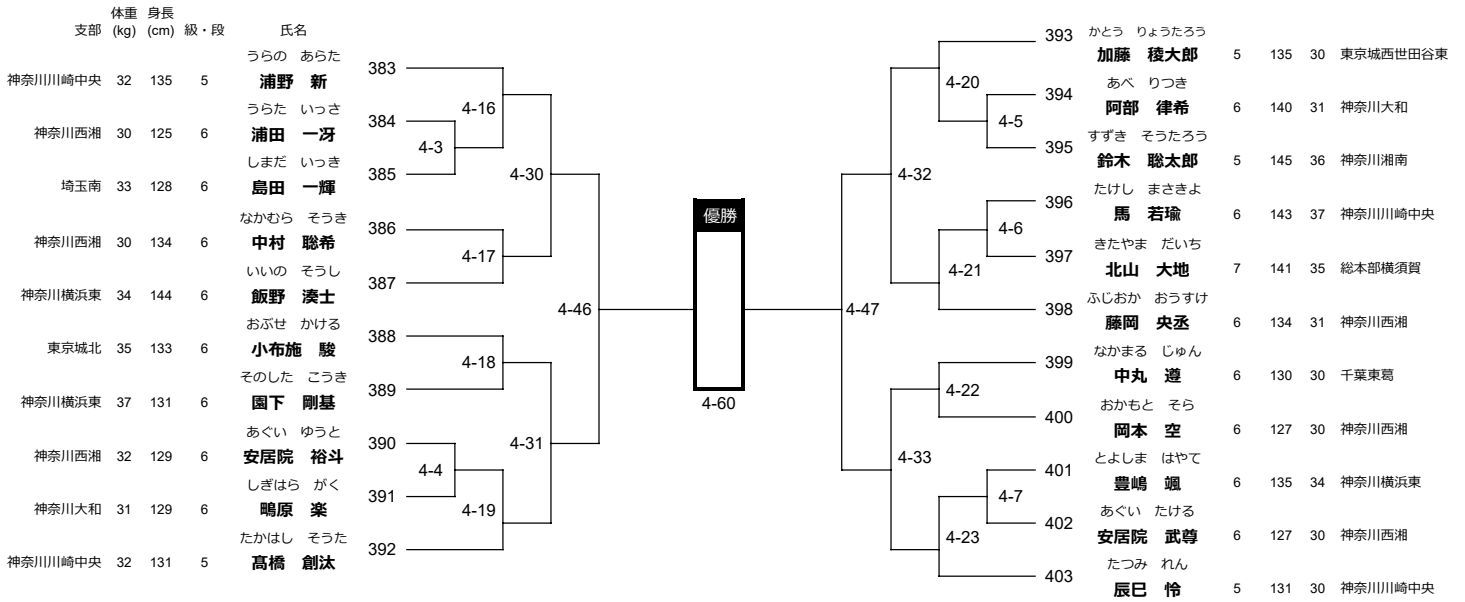 体重 身長
支部 (kg) (cm) 級・段 氏名
うらの あらた
神奈川川崎中央 32 135 5 浦野 新 383
うらた いっさ
神奈川西湘 30 125 6 浦田 一冴 384
しまだ いっき
埼玉南 33 128 6 島田 一輝 385
なかむら そうき
神奈川西湘 30 134 6 中村 聡希 386
いいの そうし
神奈川横浜東 34 144 6 飯野 湊士 387
おぶせ かける
東京城北 35 133 6 小布施 駿 388
そのした こうき
神奈川横浜東 37 131 6 園下 剛基 389
あぐい ゆうと
神奈川西湘 32 129 6 安居院 裕斗 390
しぎはら がく
神奈川大和 31 129 6 鴫原 楽 391
たかはし そうた
神奈川川崎中央 32 131 5 髙橋 創汰 392
4-16
4-3
4-30
4-17
4-46
4-18
4-31
4-4
4-19
優勝
4-60
4-20
4-5
4-32
4-6
4-21
4-47
4-22
4-33
4-7
4-23
かとう りょうたろう
393 加藤 稜大郎 5 135 30 東京城西世田谷東
あべ りつき
394 阿部 律希 6 140 31 神奈川大和
すずき そうたろう
395 鈴木 聡太郎 5 145 36 神奈川湘南
たけし まさきよ
396 馬 若瑜 6 143 37 神奈川川崎中央
きたやま だいち
397 北山 大地 7 141 35 総本部横須賀
ふじおか おうすけ
398 藤岡 央丞 6 134 31 神奈川西湘
なかまる じゅん
399 中丸 遵 6 130 30 千葉東葛
おかもと そら
400 岡本 空 6 127 30 神奈川西湘
とよしま はやて
401 豊嶋 颯 6 135 34 神奈川横浜東
あぐい たける
402 安居院 武尊 6 127 30 神奈川西湘
たつみ れん
403 辰巳 怜 5 131 30 神奈川川崎中央